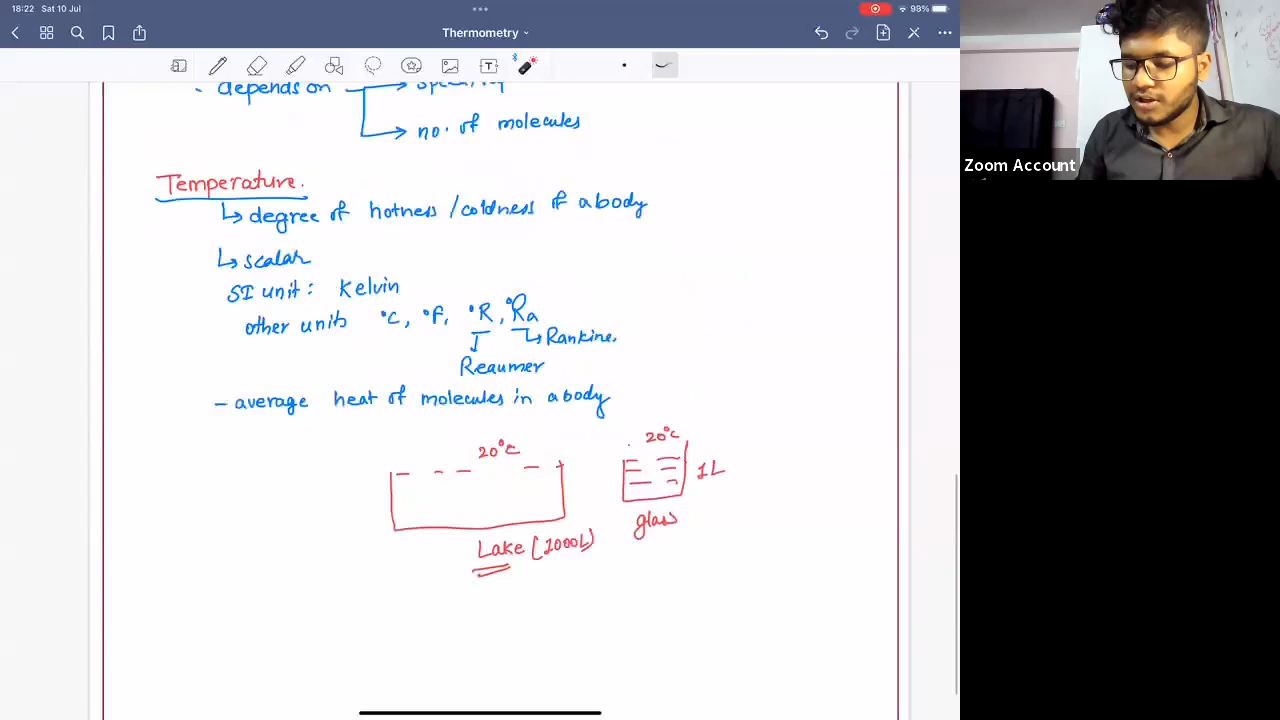 18:22 Sat 10 Jul
98%
Thermometry
depends on
no. of molecules
Temperature.
degree of hotness/coldness of a body
scalar
SI unit: Kelvin
other units °C, °F, °R, °Ra
Rankine.
Reaumer
- average heat of molecules in a body
20°C
20°C
1L
glass
Lake (1000L)
Zoom Account